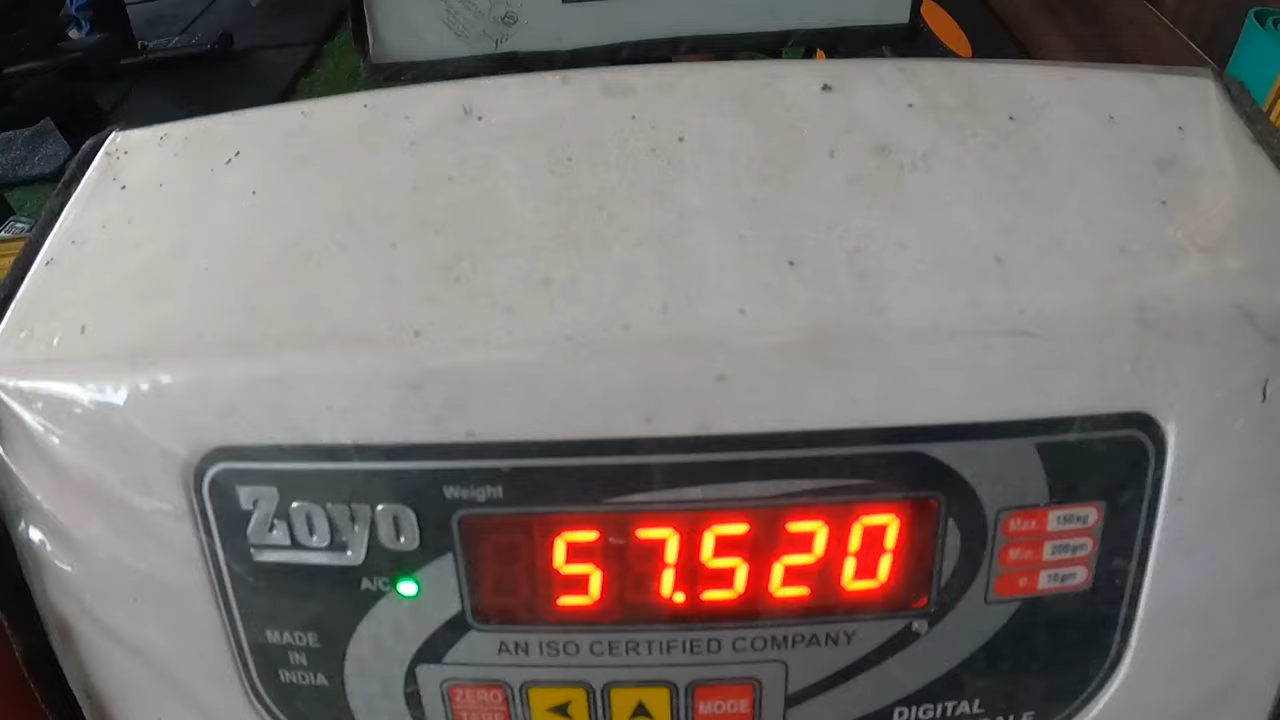 Zoyo
Weight
57.520
A/C
Max. 150kg
Min. 200gm
e. 10gm
MADE
IN
INDIA
AN ISO CERTIFIED COMPANY
ZERO
MODE
DIGITAL